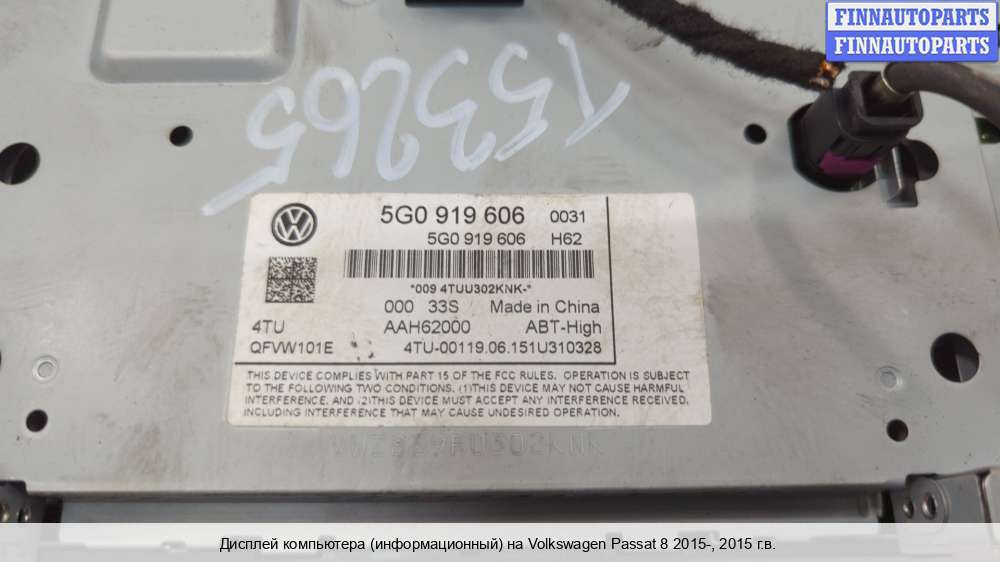 FINNAUTOPARTS
FINNAUTOPARTS
153265
5G0 919 606 0031
5G0 919 606 H62
*009 4TUU302KNK-*
000 33S Made in China
4TU AAH62000 ABT-High
QFVW101E 4TU-00119.06.151U310328
THIS DEVICE COMPLIES WITH PART 15 OF THE FCC RULES. OPERATION IS SUBJECT
TO THE FOLLOWING TWO CONDITIONS. (1)THIS DEVICE MAY NOT CAUSE HARMFUL
INTERFERENCE, AND (2)THIS DEVICE MUST ACCEPT ANY INTERFERENCE RECEIVED,
INCLUDING INTERFERENCE THAT MAY CAUSE UNDESIRED OPERATION.
Дисплей компьютера (информационный) на Volkswagen Passat 8 2015-, 2015 г.в.